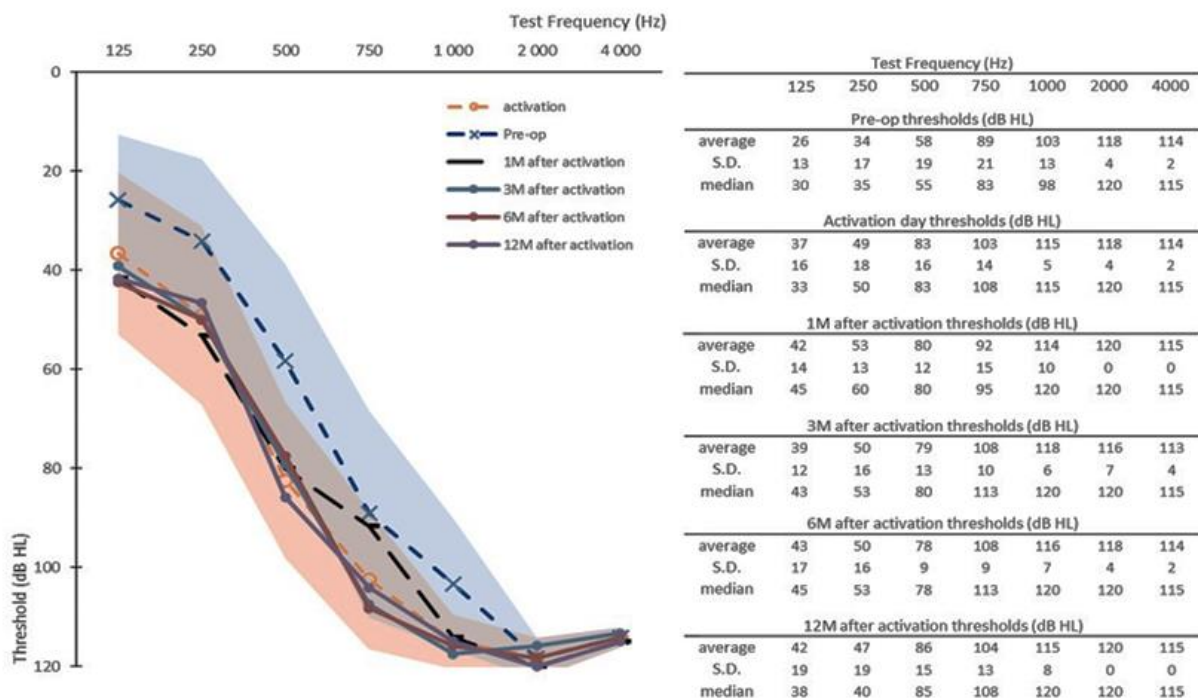 Test Frequency (Hz)
125 250 500 750 1 000 2 000 4 000
0
20
40
60
80
100
120
Threshold (dB HL)
activation
Pre-op
1M after activation
3M after activation
6M after activation
12M after activation
Test Frequency (Hz)
125 250 500 750 1000 2000 4000
Pre-op thresholds (dB HL)
average 26 34 58 89 103 118 114
S.D. 13 17 19 21 13 4 2
median 30 35 55 83 98 120 115
Activation day thresholds (dB HL)
average 37 49 83 103 115 118 114
S.D. 16 18 16 14 5 4 2
median 33 50 83 108 115 120 115
1M after activation thresholds (dB HL)
average 42 53 80 92 114 120 115
S.D. 14 13 12 15 10 0 0
median 45 60 80 95 120 120 115
3M after activation thresholds (dB HL)
average 39 50 79 108 118 116 113
S.D. 12 16 13 10 6 7 4
median 43 53 80 113 120 120 115
6M after activation thresholds (dB HL)
average 43 50 78 108 116 118 114
S.D. 17 16 9 9 7 4 2
median 45 53 78 113 120 120 115
12M after activation thresholds (dB HL)
average 42 47 86 104 115 120 115
S.D. 19 19 15 13 8 0 0
median 38 40 85 108 120 120 115